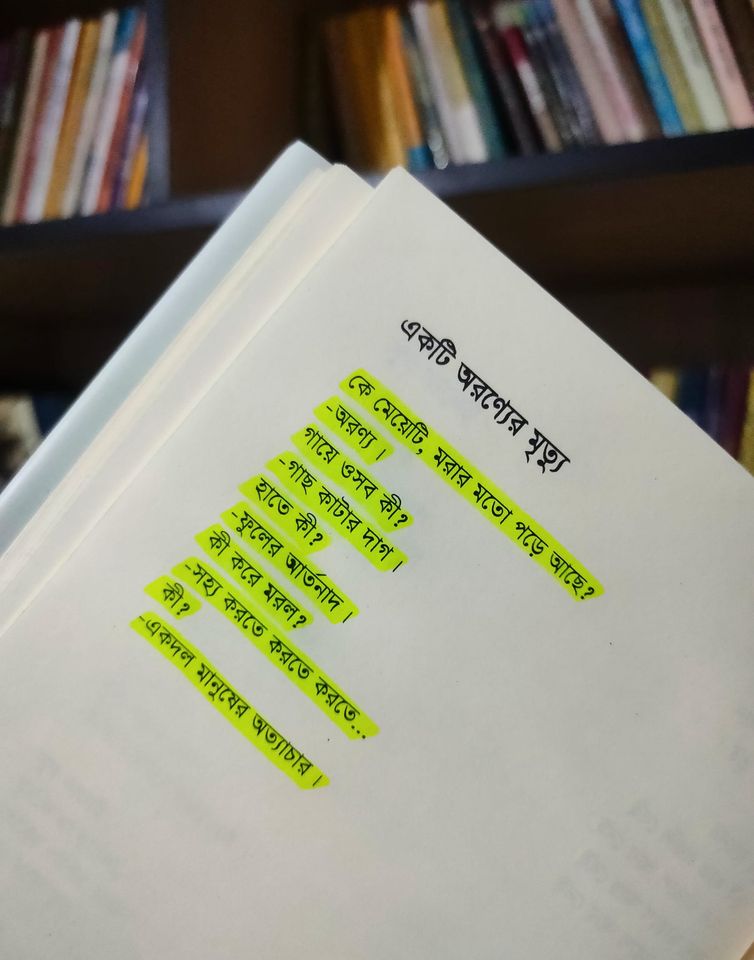 একটি অরণ্যের মৃত্যু
কে মেয়েটি, মরার মতো পড়ে আছে?
-অরণ্য।
গায়ে ওসব কী?
-গাছ কাটার দাগ।
হাতে কী?
-ফুলের আর্তনাদ।
কী করে মরল?
-সহ্য করতে করতে করতে...
কী?
-একদল মানুষের অত্যাচার।